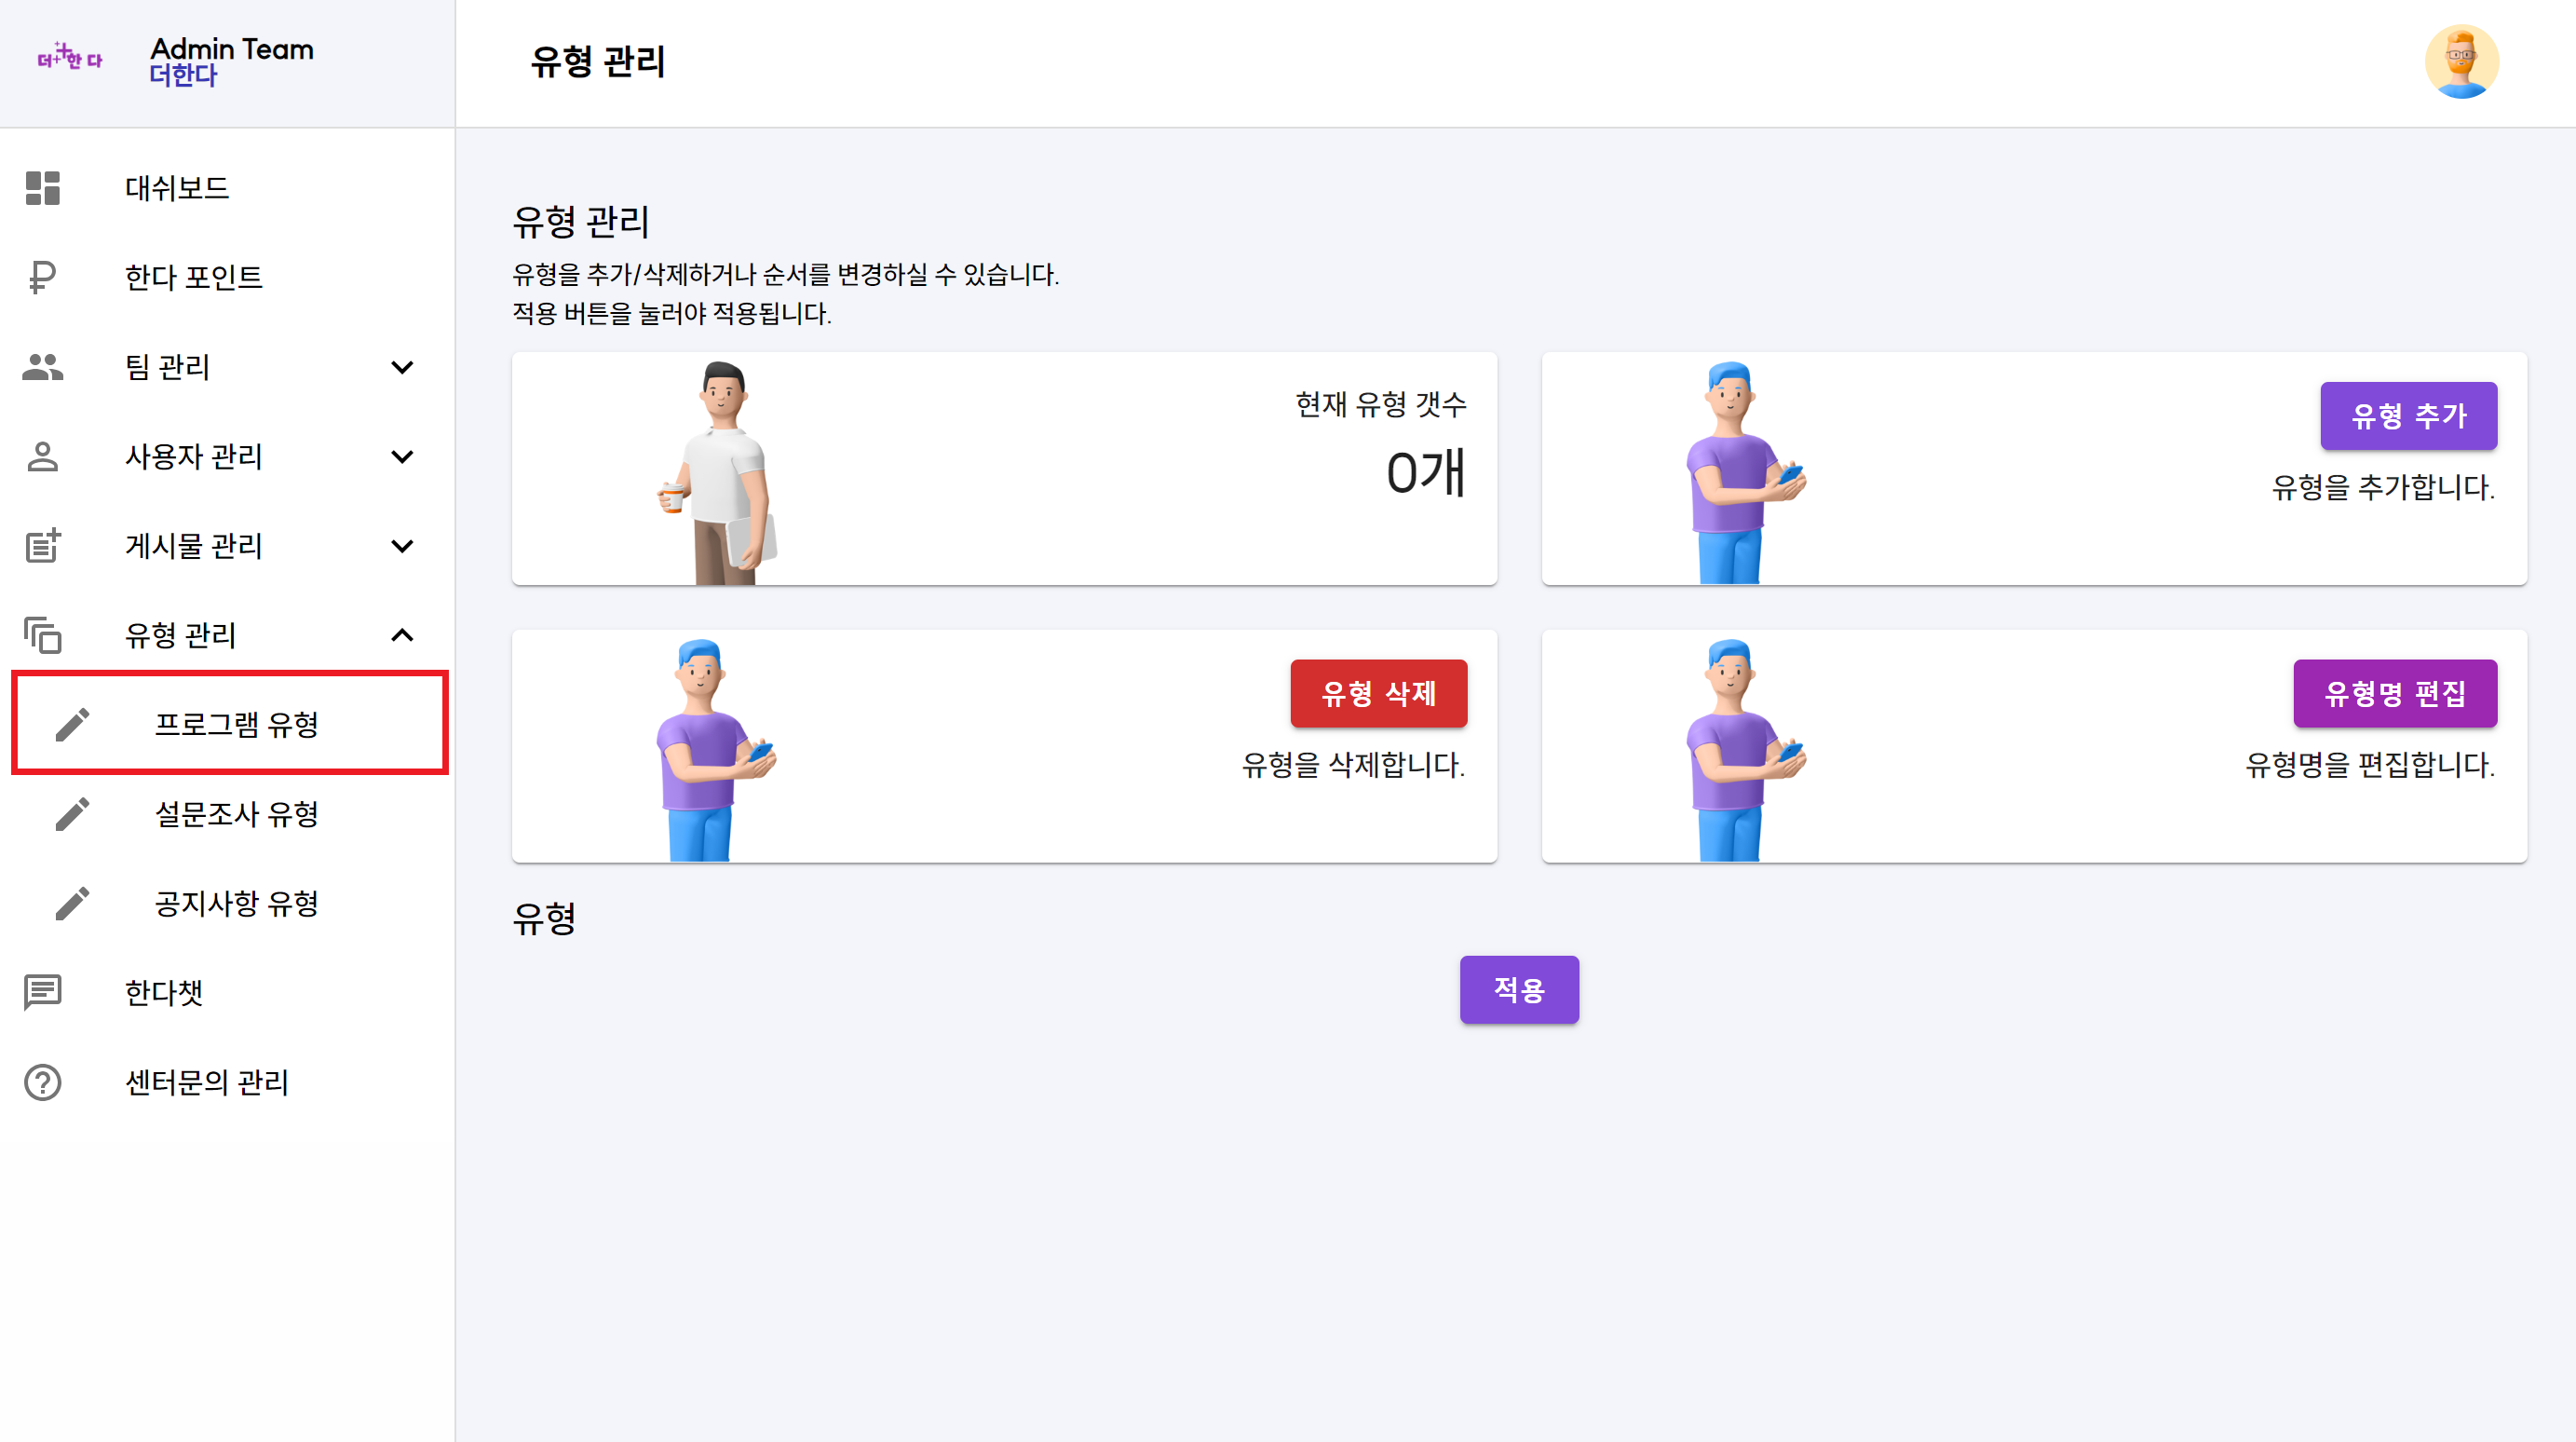 더한다
Admin Team
더한다
유형 관리
대쉬보드
한다 포인트
팀 관리
사용자 관리
게시물 관리
유형 관리
프로그램 유형
설문조사 유형
공지사항 유형
한다챗
센터문의 관리
유형 관리
유형을 추가/삭제하거나 순서를 변경하실 수 있습니다.
적용 버튼을 눌러야 적용됩니다.
현재 유형 갯수
0개
유형 추가
유형을 추가합니다.
유형 삭제
유형을 삭제합니다.
유형명 편집
유형명을 편집합니다.
유형
적용